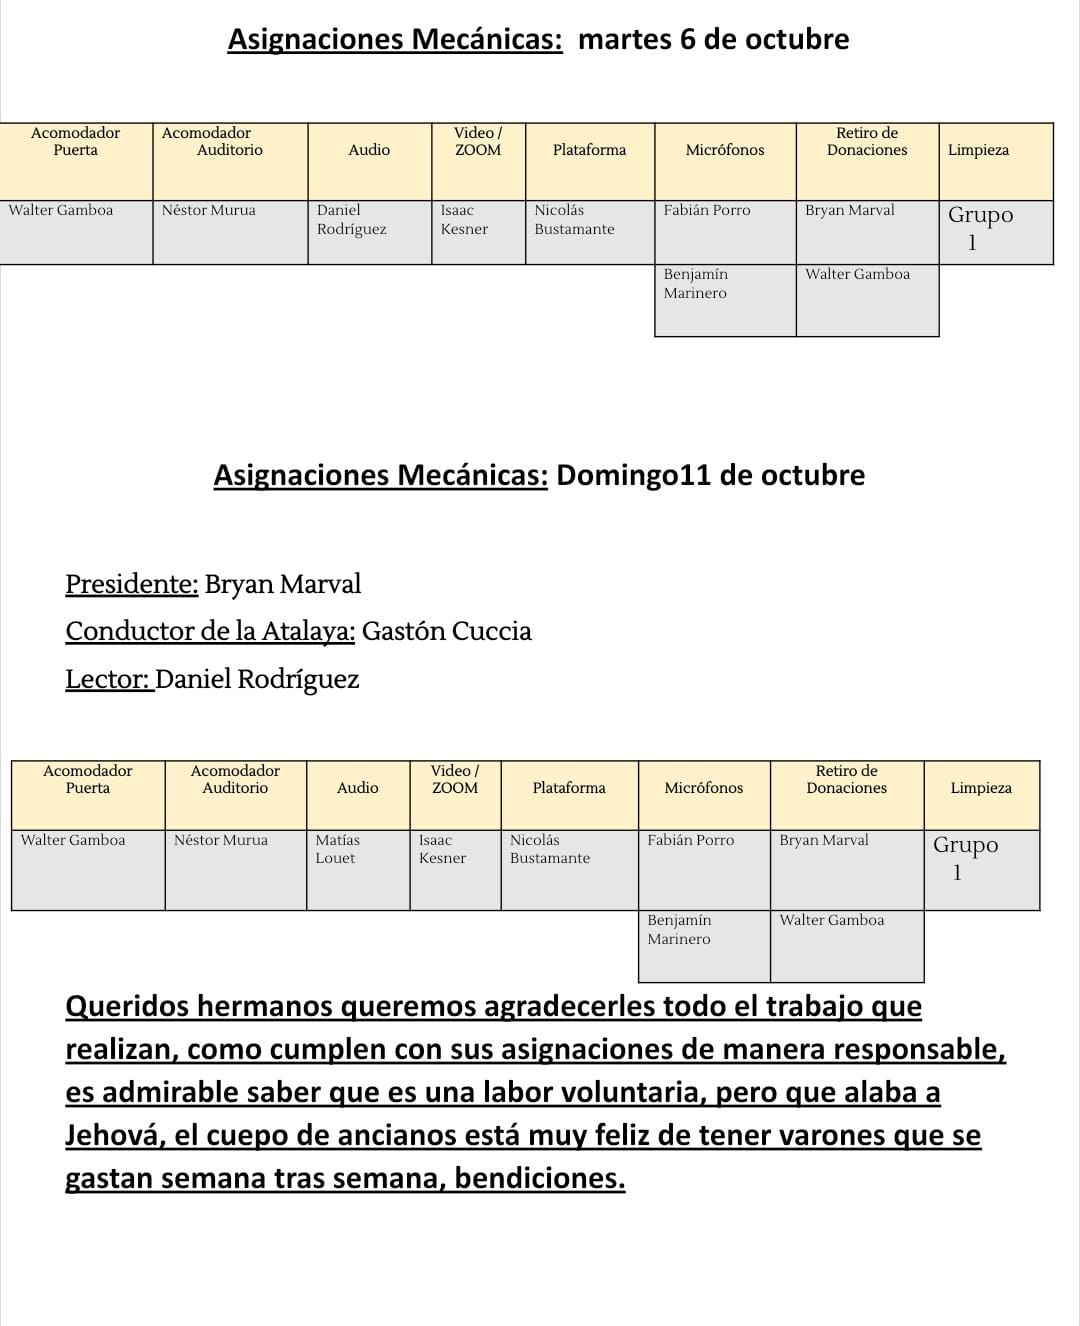 Asignaciones Mecánicas:  martes 6 de octubre
Acomodador Puerta	Acomodador Auditorio	Audio	Video / ZOOM	Plataforma	Micrófonos	Retiro de Donaciones	Limpieza
Walter Gamboa	Néstor Murua	Daniel Rodríguez	Isaac Kesner	Nicolás Bustamante	Fabián Porro	Bryan Marval	Grupo 1
Benjamín Marinero	Walter Gamboa
Asignaciones Mecánicas: Domingo11 de octubre
Presidente: Bryan Marval
Conductor de la Atalaya: Gastón Cuccia
Lector: Daniel Rodríguez
Acomodador Puerta	Acomodador Auditorio	Audio	Video / ZOOM	Plataforma	Micrófonos	Retiro de Donaciones	Limpieza
Walter Gamboa	Néstor Murua	Matías Louet	Isaac Kesner	Nicolás Bustamante	Fabián Porro	Bryan Marval	Grupo 1
Benjamín Marinero	Walter Gamboa
Queridos hermanos queremos agradecerles todo el trabajo que
realizan, como cumplen con sus asignaciones de manera responsable,
es admirable saber que es una labor voluntaria, pero que alaba a
Jehová, el cuepo de ancianos está muy feliz de tener varones que se
gastan semana tras semana, bendiciones.